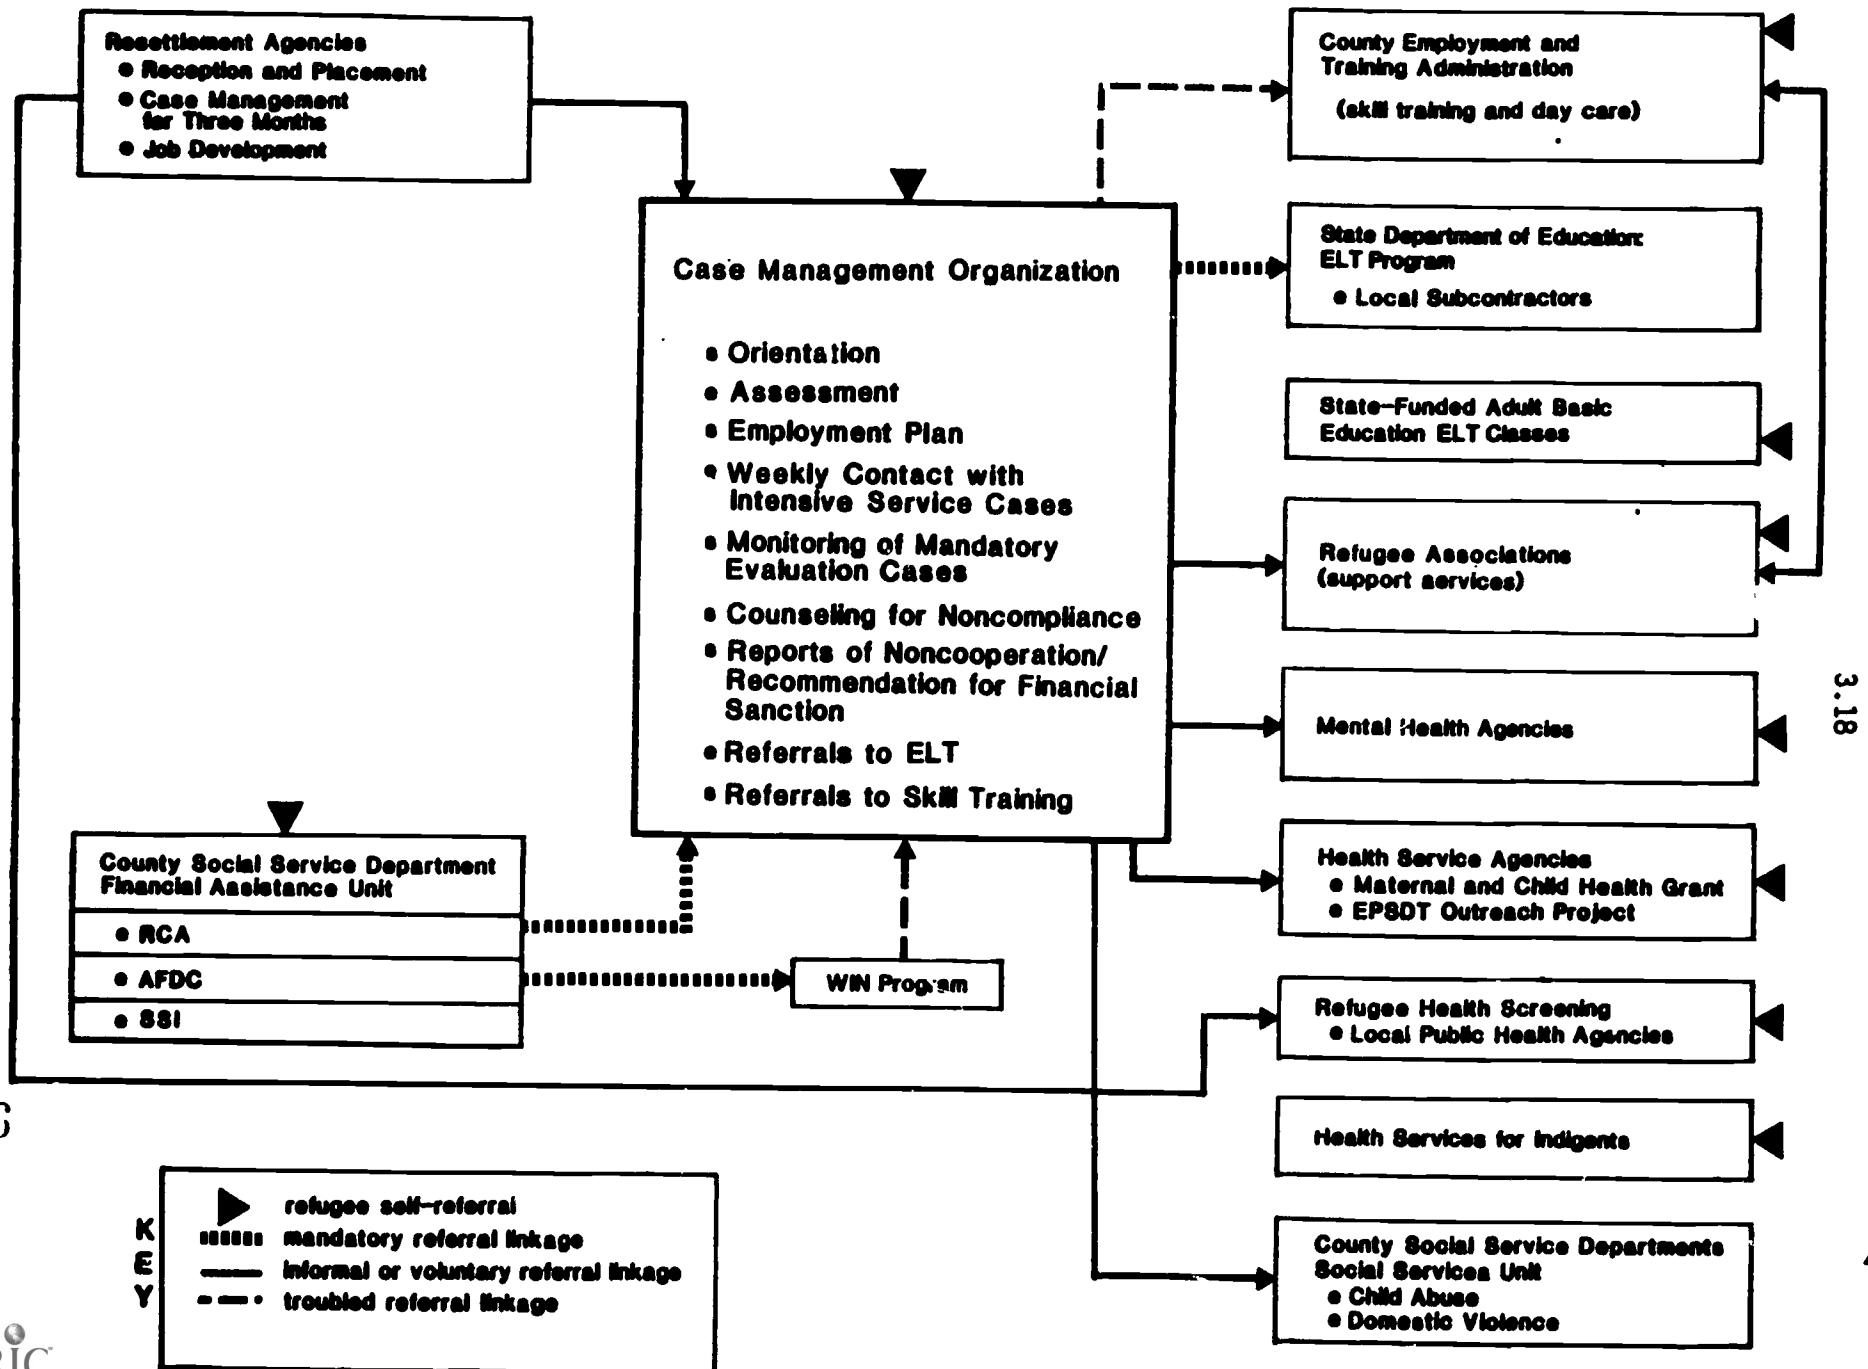 Resettlement Agencies
• Reception and Placement
• Case Management
for Three Months
• Job Development
County Employment and
Training Administration
(skill training and day care)
Case Management Organization
• Orientation
• Assessment
• Employment Plan
• Weekly Contact with
Intensive Service Cases
• Monitoring of Mandatory
Evaluation Cases
• Counseling for Noncompliance
• Reports of Noncooperation/
Recommendation for Financial
Sanction
• Referrals to ELT
• Referrals to Skill Training
State Department of Education:
ELT Program
• Local Subcontractors
State-Funded Adult Basic
Education ELT Classes
Refugee Associations
(support services)
3.18
Mental Health Agencies
County Social Service Department
Financial Assistance Unit
• RCA
• AFDC
• SSI
WIN Program
Health Service Agencies
• Maternal and Child Health Grant
• EPSDT Outreach Project
Refugee Health Screening
• Local Public Health Agencies
Health Services for Indigents
County Social Service Departments
Social Services Unit
• Child Abuse
• Domestic Violence
KEY
refugee self-referral
mandatory referral linkage
informal or voluntary referral linkage
troubled referral linkage